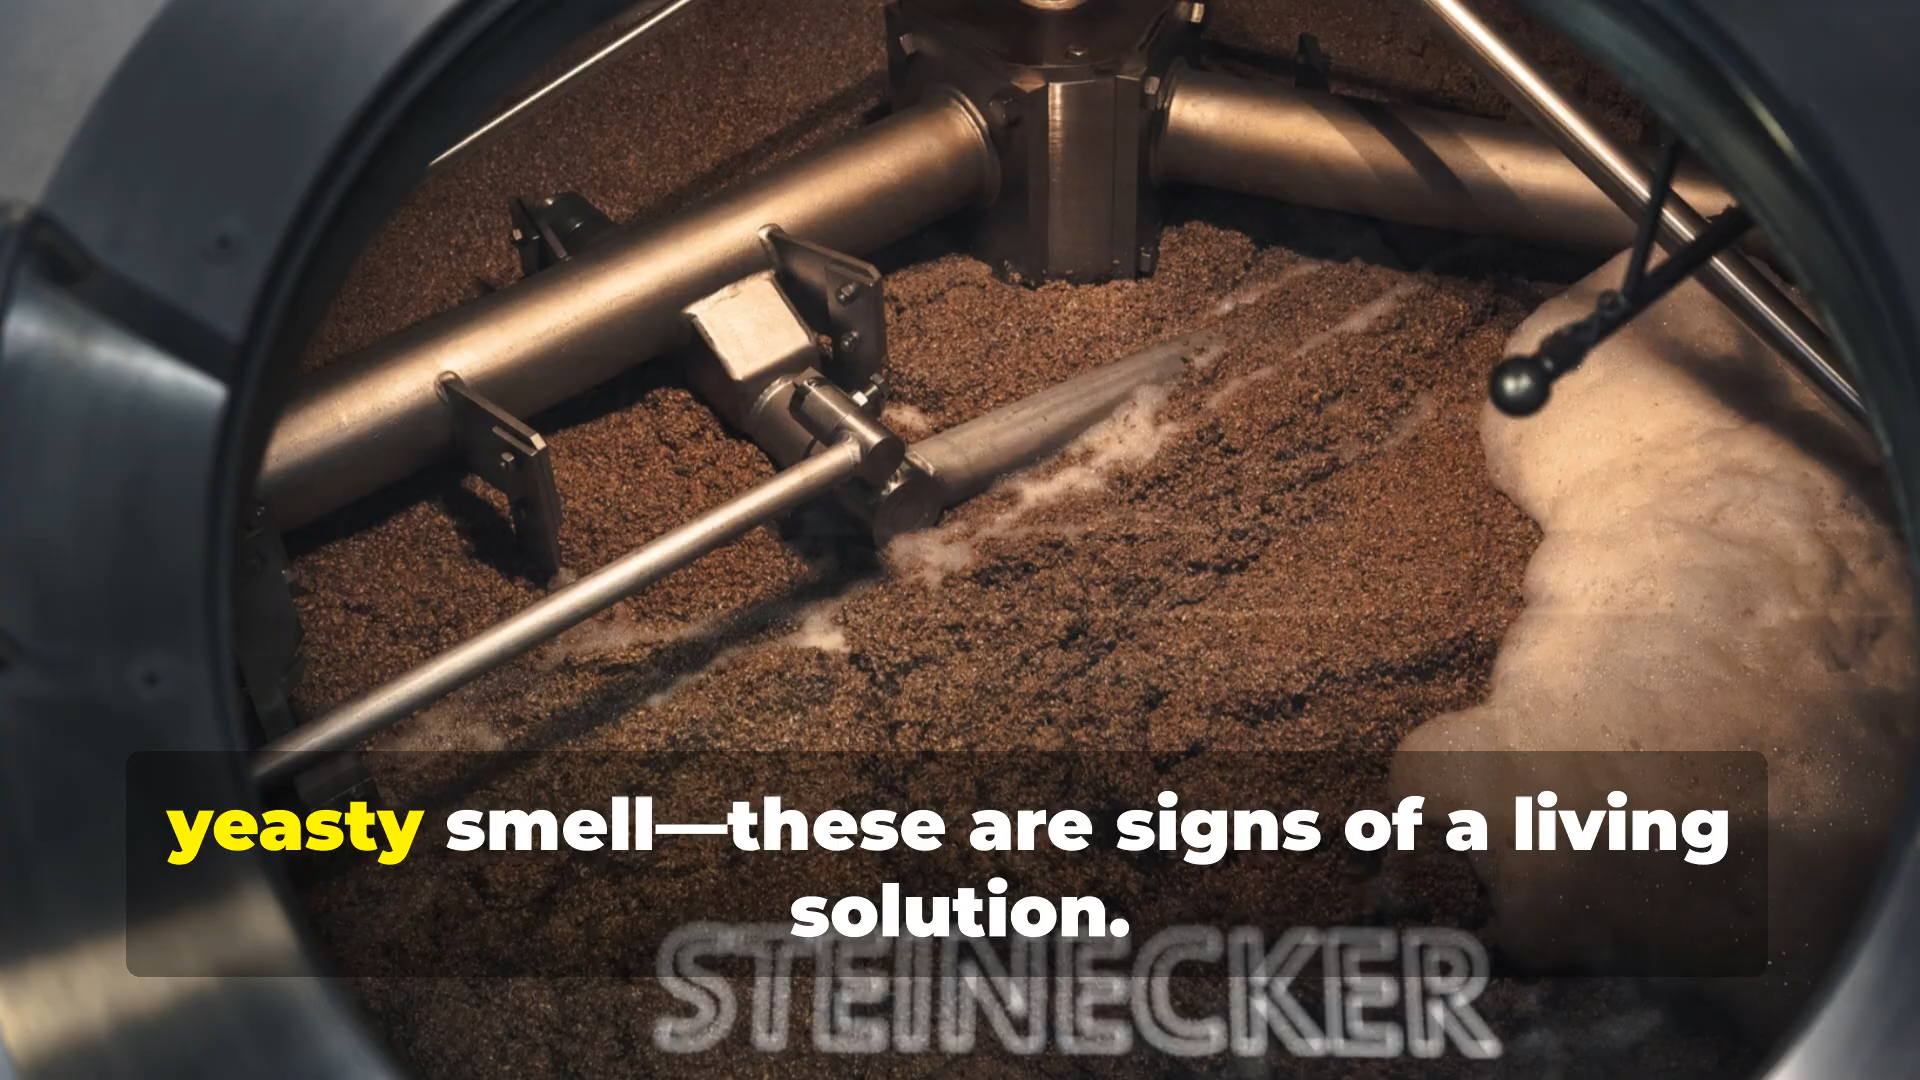 yeasty smell—these are signs of a living
solution.
STEINECKER